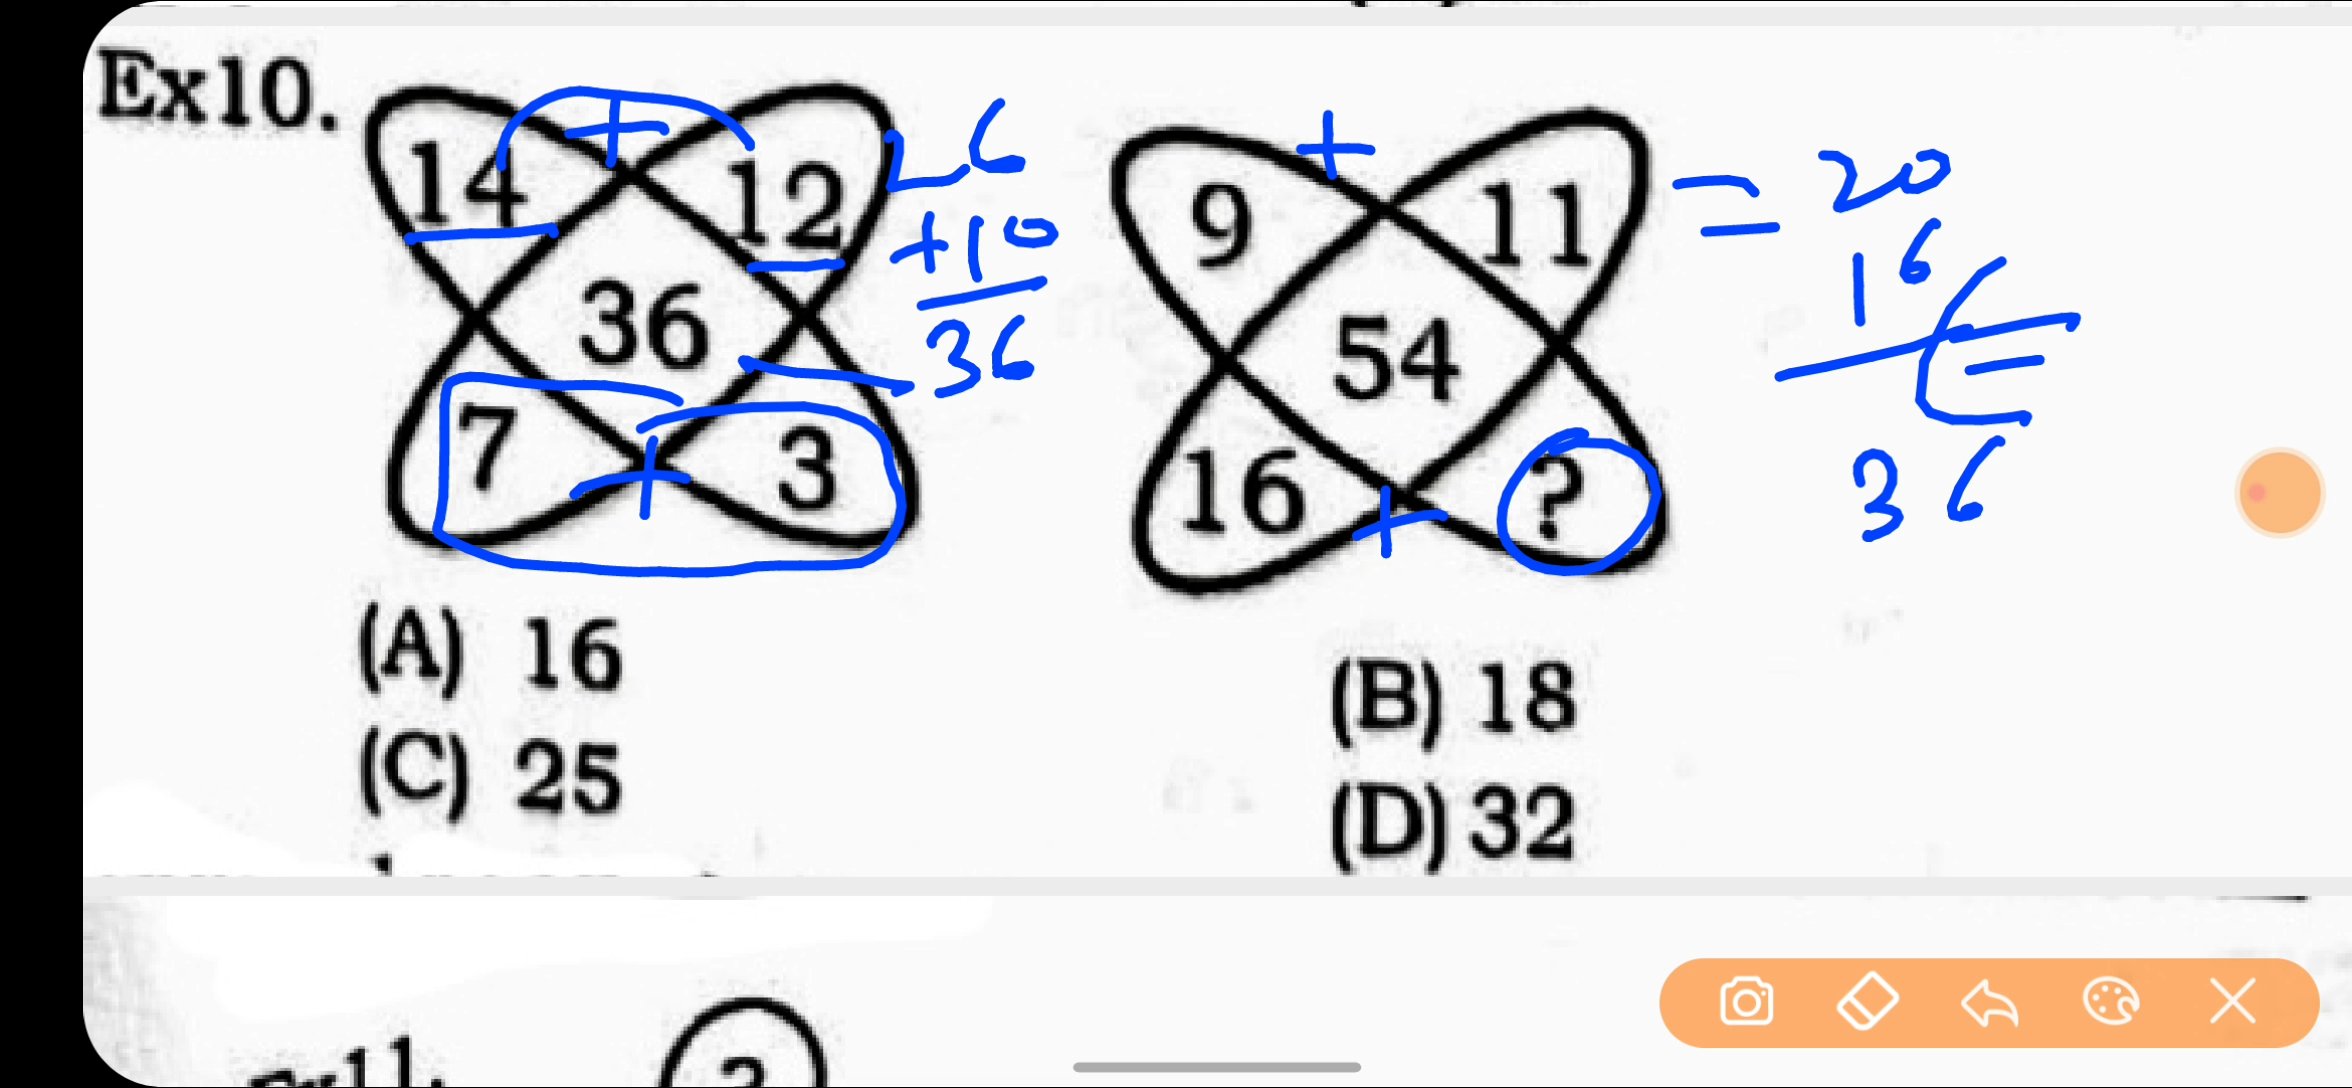 Ex10.
14 12
36
7 3
+
+
26
+10
36
9 11
54
16 ?
+
+
= 20
16
36
(A) 16
(B) 18
(C) 25
(D) 32
Ex11.